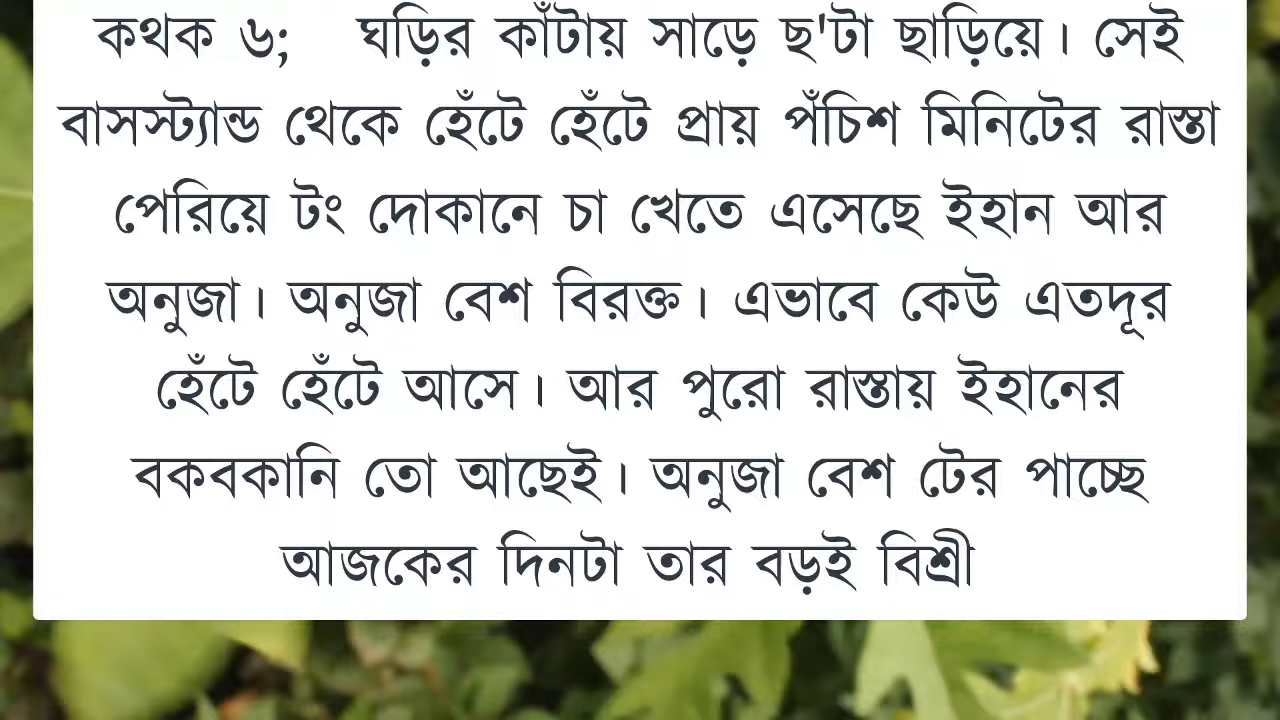 কথক ৬; ঘড়ির কাঁটায় সাড়ে ছ'টা ছাড়িয়ে। সেই
বাসস্ট্যান্ড থেকে হেঁটে হেঁটে প্রায় পঁচিশ মিনিটের রাস্তা
পেরিয়ে টং দোকানে চা খেতে এসেছে ইহান আর
অনুজা। অনুজা বেশ বিরক্ত। এভাবে কেউ এতদূর
হেঁটে হেঁটে আসে। আর পুরো রাস্তায় ইহানের
বকবকানি তো আছেই। অনুজা বেশ টের পাচ্ছে
আজকের দিনটা তার বড়ই বিশ্রী